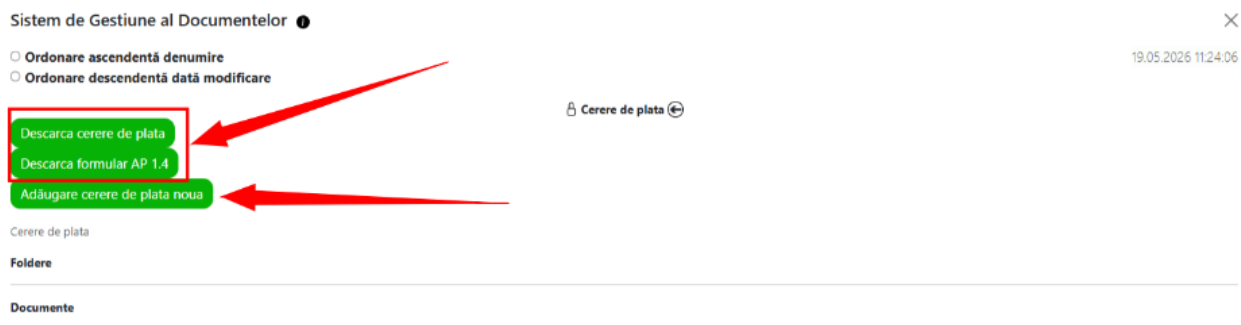 Sistem de Gestiune al Documentelor
Ordonare ascendentă denumire
19.05.2026 11:24:06
Ordonare descendentă dată modificare
Cerere de plata
Descarca cerere de plata
Descarca formular AP 1.4
Adăugare cerere de plata noua
Cerere de plata
Foldere
Documente